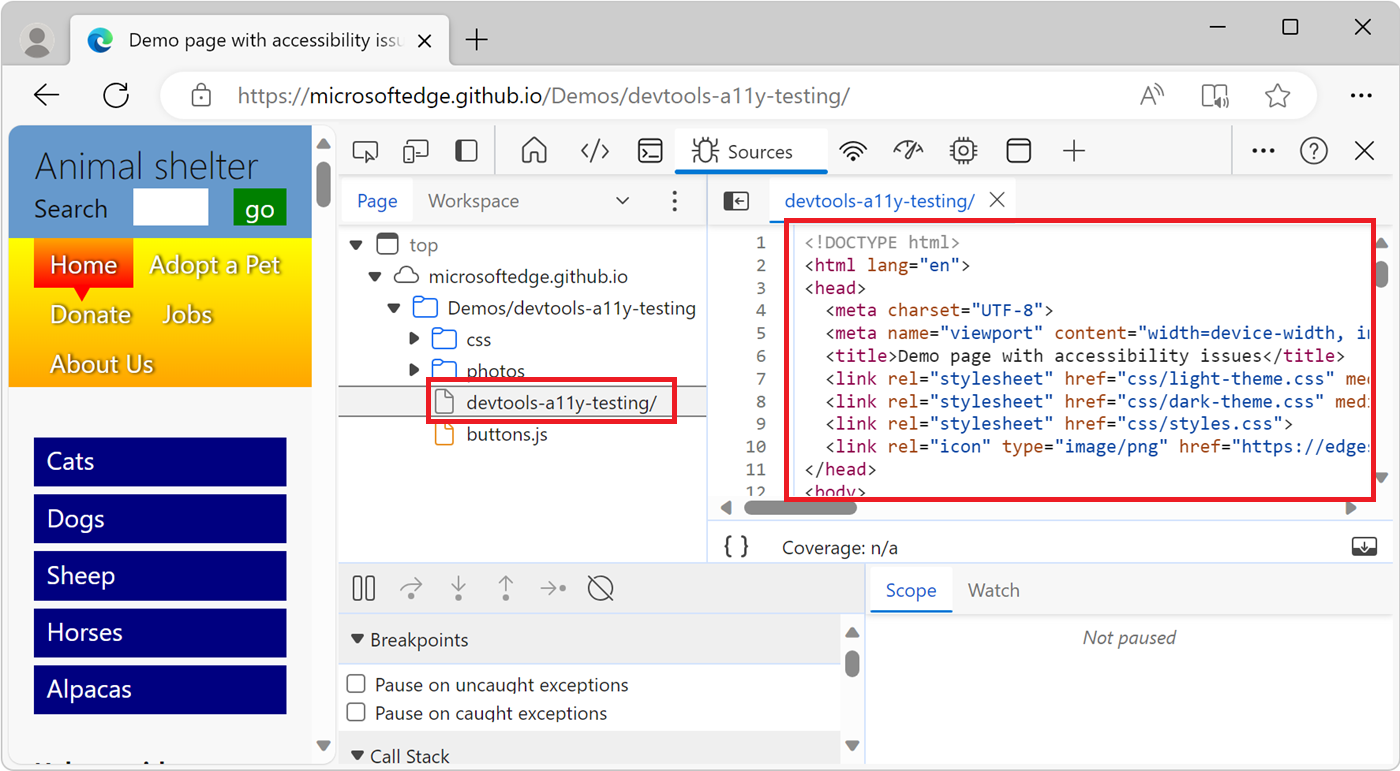 Demo page with accessibility issu
https://microsoftedge.github.io/Demos/devtools-a11y-testing/
Animal shelter
Search
go
Home
Adopt a Pet
Donate
Jobs
About Us
Cats
Dogs
Sheep
Horses
Alpacas
Sources
Page
Workspace
top
microsoftedge.github.io
Demos/devtools-a11y-testing
css
photos
devtools-a11y-testing/
buttons.js
devtools-a11y-testing/
1 <!DOCTYPE html>
2 <html lang="en">
3 <head>
4 <meta charset="UTF-8">
5 <meta name="viewport" content="width=device-width, in
6 <title>Demo page with accessibility issues</title>
7 <link rel="stylesheet" href="css/light-theme.css" med
8 <link rel="stylesheet" href="css/dark-theme.css" medi
9 <link rel="stylesheet" href="css/styles.css">
10 <link rel="icon" type="image/png" href="https://edges
11 </head>
12 <body>
{ } Coverage: n/a
Breakpoints
Pause on uncaught exceptions
Pause on caught exceptions
Call Stack
Scope
Watch
Not paused